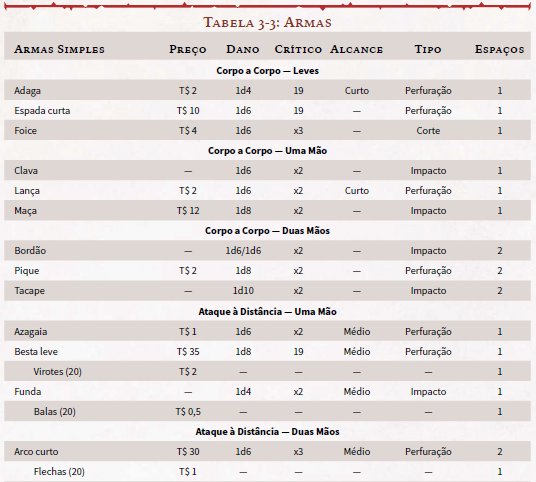 Tabela 3-3: Armas
Armas Simples Preço Dano Crítico Alcance Tipo Espaços
Corpo a Corpo — Leves
Adaga T$ 2 1d4 19 Curto Perfuração 1
Espada curta T$ 10 1d6 19 — Perfuração 1
Foice T$ 4 1d6 x3 — Corte 1
Corpo a Corpo — Uma Mão
Clava — 1d6 x2 — Impacto 1
Lança T$ 2 1d6 x2 Curto Perfuração 1
Maça T$ 12 1d8 x2 — Impacto 1
Corpo a Corpo — Duas Mãos
Bordão — 1d6/1d6 x2 — Impacto 2
Pique T$ 2 1d8 x2 — Perfuração 2
Tacape — 1d10 x2 — Impacto 2
Ataque à Distância — Uma Mão
Azagaia T$ 1 1d6 x2 Médio Perfuração 1
Besta leve T$ 35 1d8 19 Médio Perfuração 1
Virotes (20) T$ 2 — — — — 1
Funda — 1d4 x2 Médio Impacto 1
Balas (20) T$ 0,5 — — — — 1
Ataque à Distância — Duas Mãos
Arco curto T$ 30 1d6 x3 Médio Perfuração 2
Flechas (20) T$ 1 — — — — 1